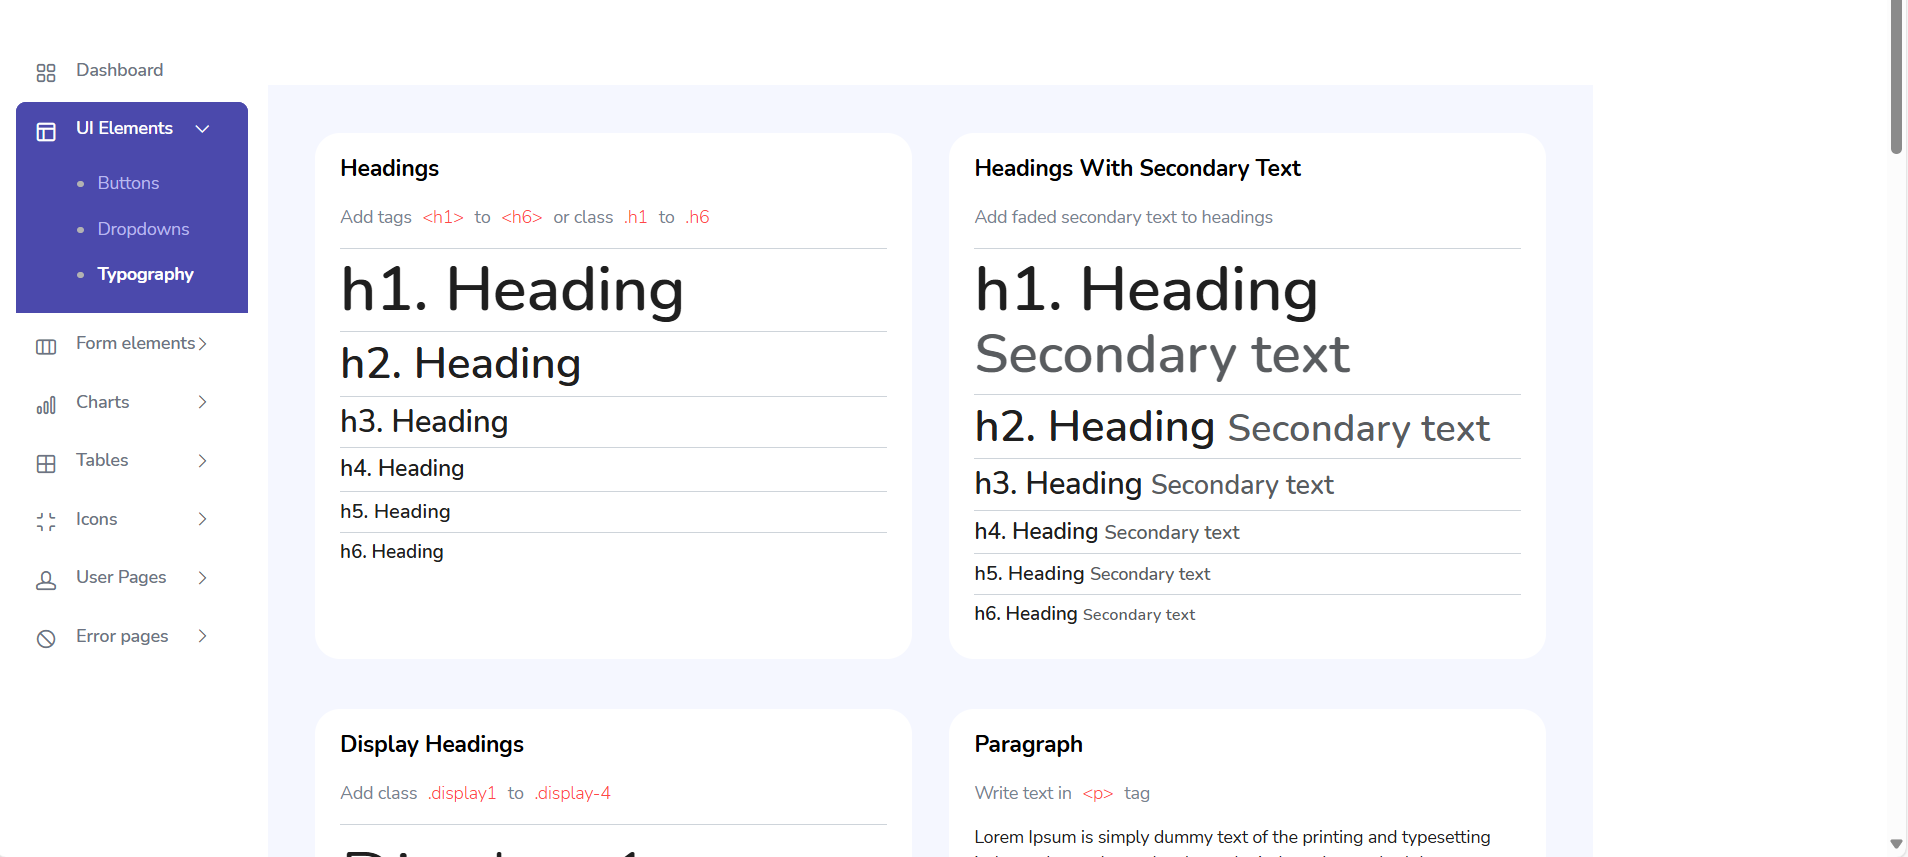 Dashboard
UI Elements
Buttons
Dropdowns
Typography
Form elements
Charts
Tables
Icons
User Pages
Error pages
Headings
Add tags <h1> to <h6> or class .h1 to .h6
h1. Heading
h2. Heading
h3. Heading
h4. Heading
h5. Heading
h6. Heading
Headings With Secondary Text
Add faded secondary text to headings
h1. Heading
Secondary text
h2. Heading Secondary text
h3. Heading Secondary text
h4. Heading Secondary text
h5. Heading Secondary text
h6. Heading Secondary text
Display Headings
Add class .display1 to .display-4
Paragraph
Write text in <p> tag
Lorem Ipsum is simply dummy text of the printing and typesetting